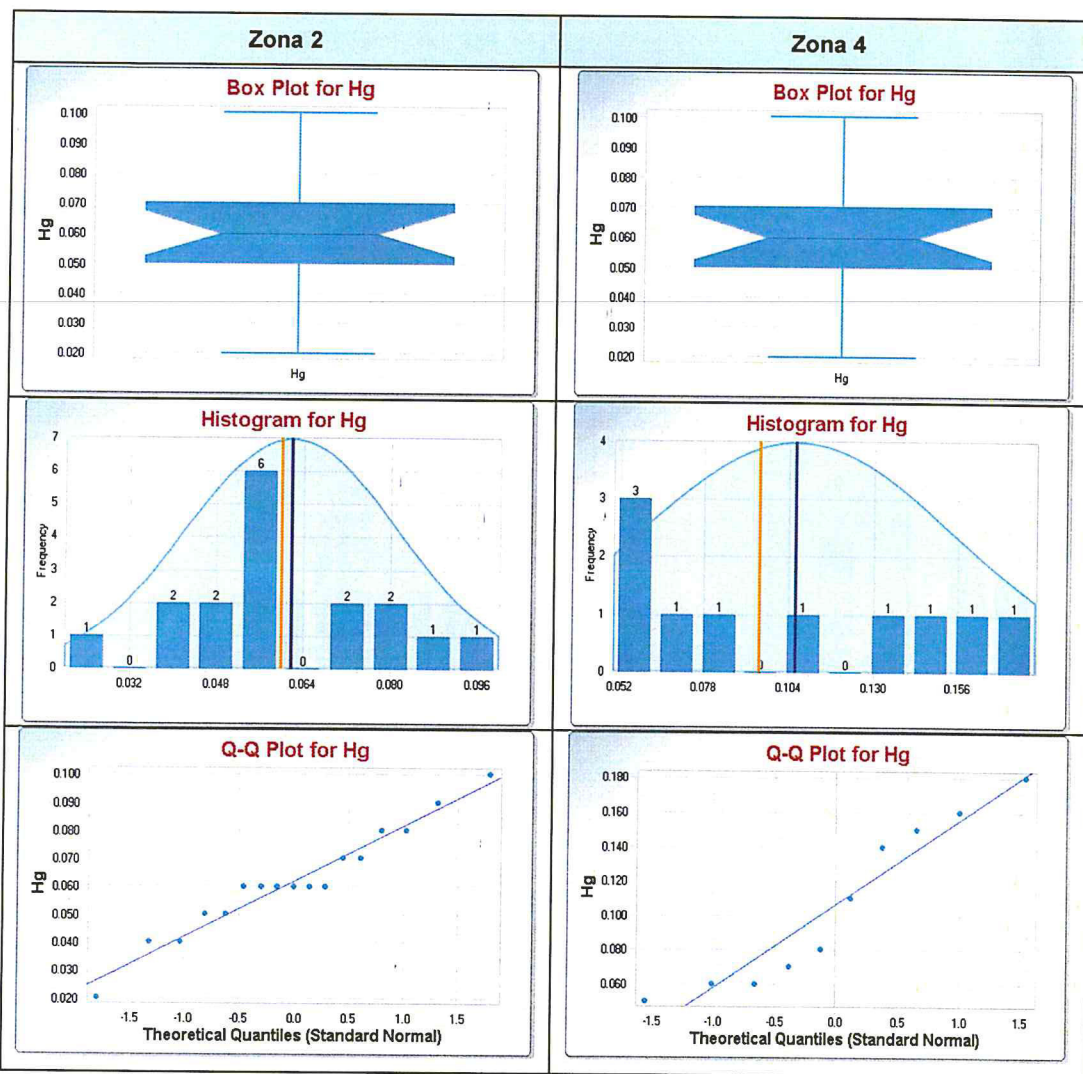 Zona 2
Zona 4
Box Plot for Hg
0.100
0.090
0.080
0.070
0.060
0.050
0.040
0.030
0.020
Hg
Hg
Box Plot for Hg
0.100
0.090
0.080
0.070
0.060
0.050
0.040
0.030
0.020
Hg
Hg
Histogram for Hg
7
6
5
4
3
2
1
0
Frequency
1 0 2 2 6 0 2 2 1 1
0.032 0.048 0.064 0.080 0.096
Histogram for Hg
4
3
2
1
0
Frequency
3 1 1 0 1 0 1 1 1 1
0.052 0.078 0.104 0.130 0.156
Q-Q Plot for Hg
0.100
0.090
0.080
0.070
0.060
0.050
0.040
0.030
0.020
Hg
-1.5 -1.0 -0.5 0.0 0.5 1.0 1.5
Theoretical Quantiles (Standard Normal)
Q-Q Plot for Hg
0.180
0.160
0.140
0.120
0.100
0.080
0.060
Hg
-1.5 -1.0 -0.5 0.0 0.5 1.0 1.5
Theoretical Quantiles (Standard Normal)